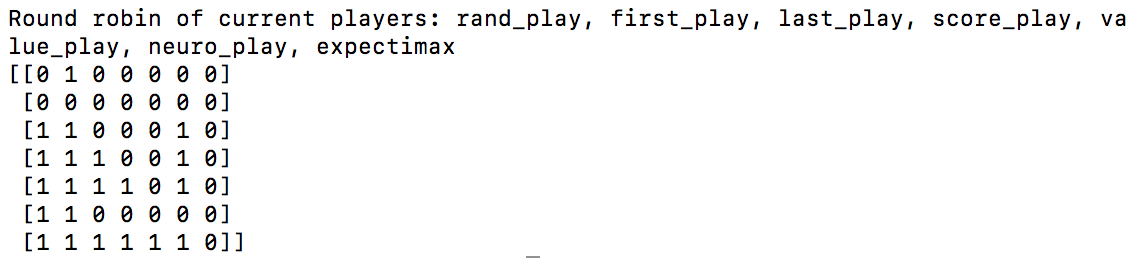 Round robin of current players: rand_play, first_play, last_play, score_play, va
lue_play, neuro_play, expectimax
[[0 1 0 0 0 0 0]
[0 0 0 0 0 0 0]
[1 1 0 0 0 1 0]
[1 1 1 0 0 1 0]
[1 1 1 1 0 1 0]
[1 1 0 0 0 0 0]
[1 1 1 1 1 1 0]]